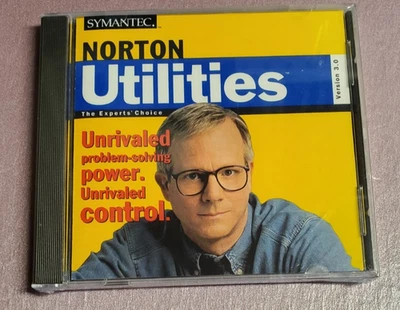 SYMANTEC.
NORTON
Utilities
Version 3.0
The Experts' Choice
Unrivaled
problem-solving
power.
Unrivaled
control.